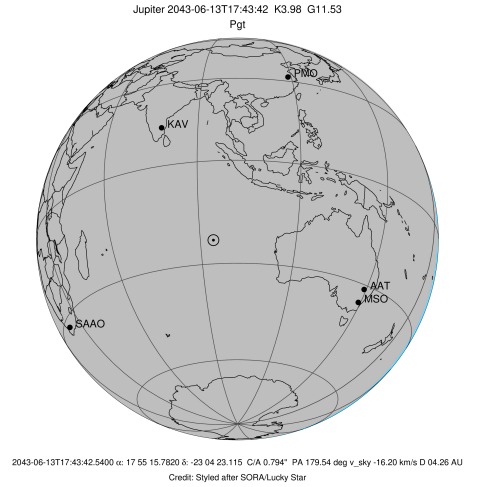 Jupiter 2043-06-13T17:43:42 K3.98 G11.53
Pgt
PMO
KAV
AAT
MSO
SAAO
2043-06-13T17:43:42.5400 α: 17 55 15.7820 δ: -23 04 23.115 C/A 0.794" PA 179.54 deg v_sky -16.20 km/s D 04.26 AU
Credit: Styled after SORA/Lucky Star